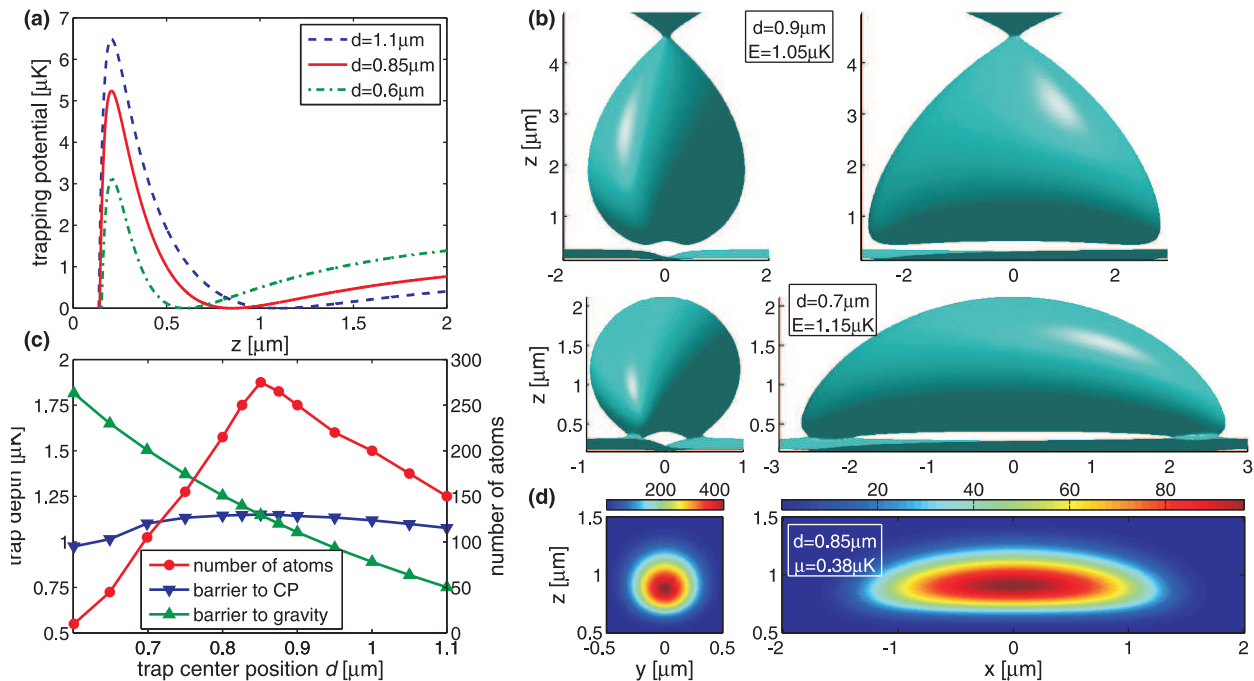 (a)
7
6
5
4
3
2
1
0
trapping potential [μK]
d=1.1μm
d=0.85μm
d=0.6μm
0 0.5 1 1.5 2
z [μm]
(b)
d=0.9μm
E=1.05μK
4
3
2
1
z [μm]
-2 0 2
4
3
2
1
-2 0 2
d=0.7μm
E=1.15μK
2
1.5
1
0.5
z [μm]
-1 0 1
2
1.5
1
0.5
-3 -2 -1 0 1 2 3
(c)
2
1.75
1.5
1.25
1
0.75
0.5
300
250
200
150
100
50
0
number of atoms
number of atoms
barrier to CP
barrier to gravity
0.7 0.8 0.9 1 1.1
trap center position d [μm]
(d)
200 400
1.5
1
0.5
z [μm]
-0.5 0 0.5
y [μm]
20 40 60 80
d=0.85μm
μ=0.38μK
1.5
1
0.5
-2 -1 0 1 2
x [μm]